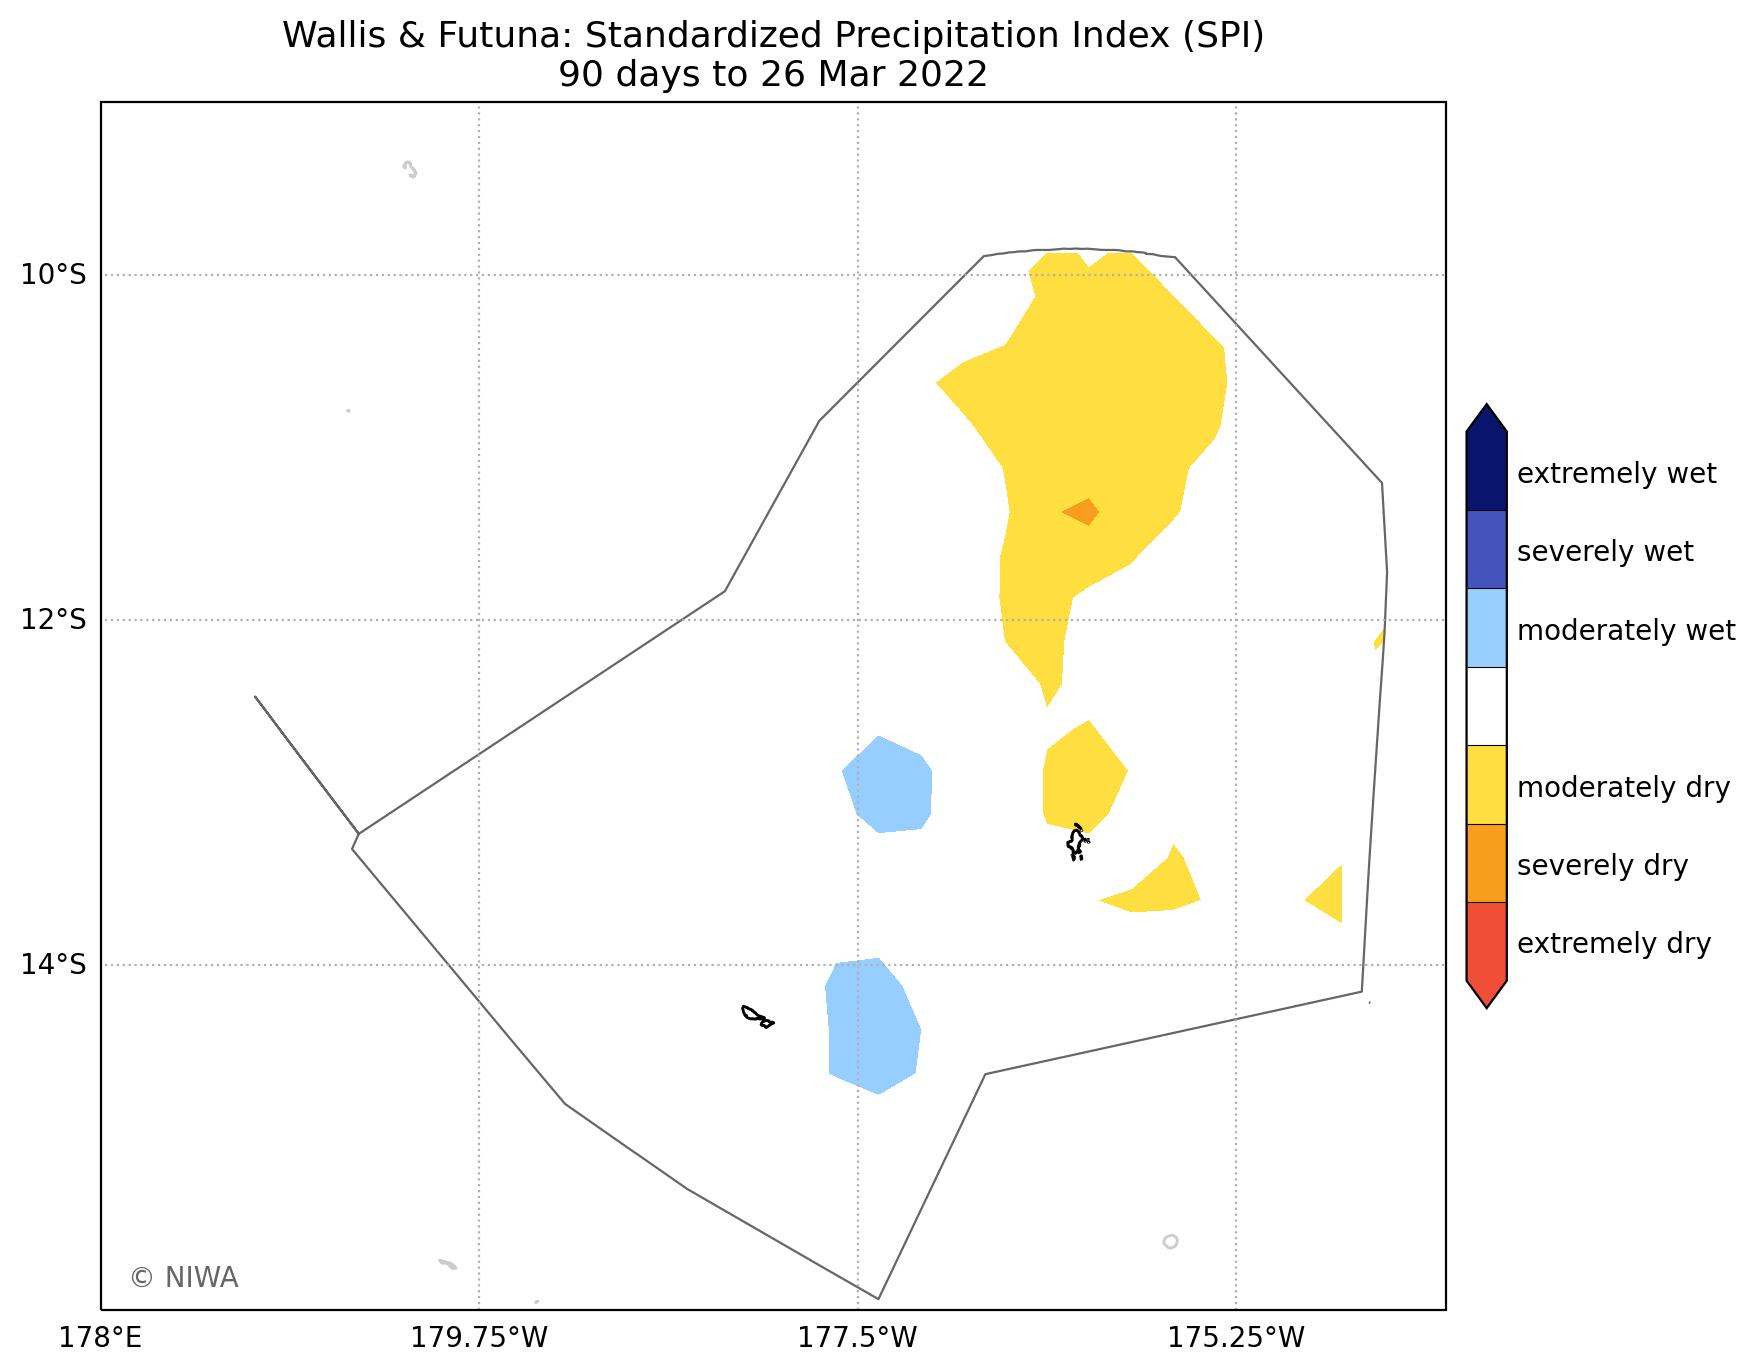 Wallis & Futuna: Standardized Precipitation Index (SPI)
90 days to 26 Mar 2022
10°S
12°S
14°S
extremely wet
severely wet
moderately wet
moderately dry
severely dry
extremely dry
© NIWA
178°E
179.75°W
177.5°W
175.25°W